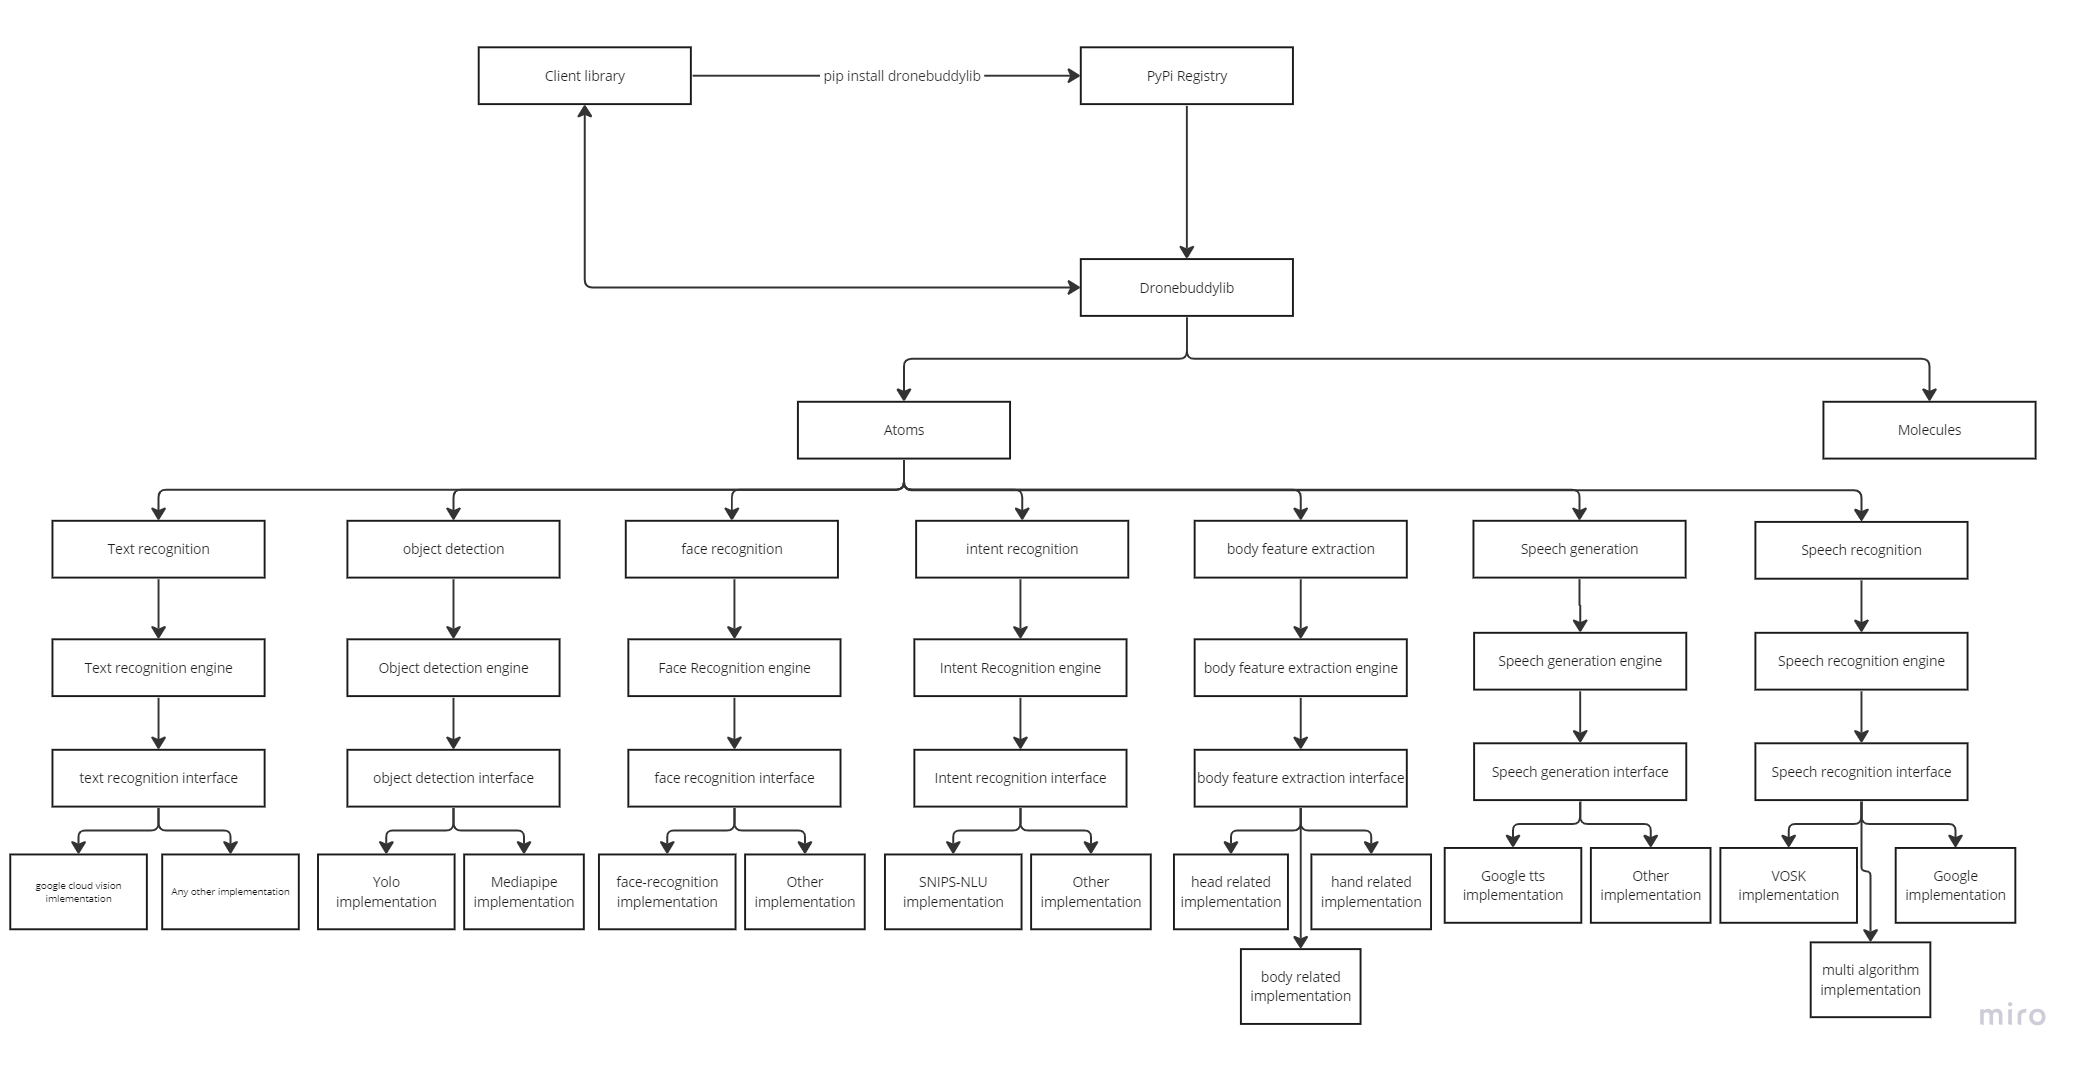 Client library
pip install dronebuddylib
PyPi Registry
Dronebuddylib
Atoms
Molecules
Text recognition
object detection
face recognition
intent recognition
body feature extraction
Speech generation
Speech recognition
Text recognition engine
Object detection engine
Face Recognition engine
Intent Recognition engine
body feature extraction engine
Speech generation engine
Speech recognition engine
text recognition interface
object detection interface
face recognition interface
Intent recognition interface
body feature extraction interface
Speech generation interface
Speech recognition interface
google cloud vision
imlementation
Any other implementation
Yolo
implementation
Mediapipe
implementation
face-recognition
implementation
Other
implementation
SNIPS-NLU
implementation
Other
implementation
head related
implementation
hand related
implementation
Google tts
implementation
Other
implementation
VOSK
implementation
Google
implementation
body related
implementation
multi algorithm
implementation
miro